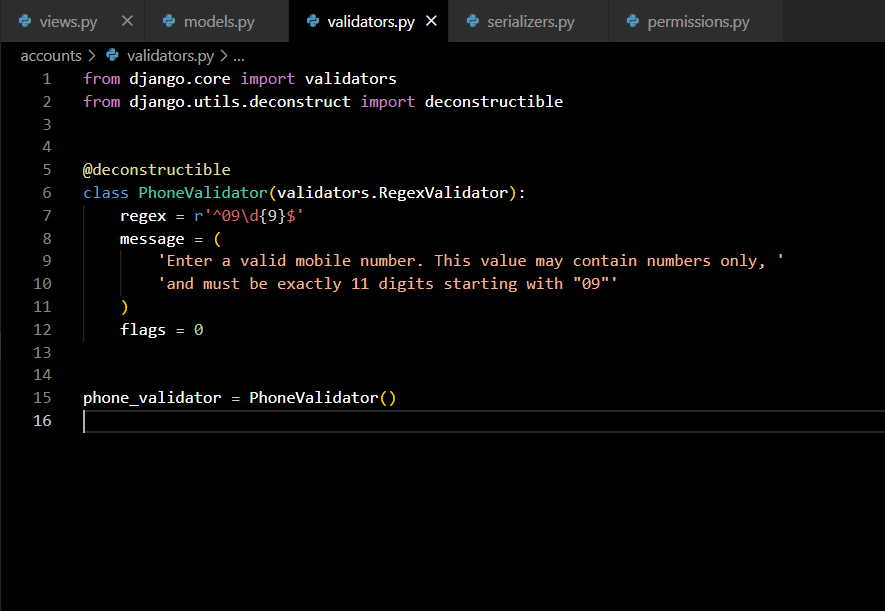 views.py
models.py
validators.py
serializers.py
permissions.py
accounts > validators.py > ...
1 from django.core import validators
2 from django.utils.deconstruct import deconstructible
3
4
5 @deconstructible
6 class PhoneValidator(validators.RegexValidator):
7     regex = r'^09\d{9}$'
8     message = (
9         'Enter a valid mobile number. This value may contain numbers only, '
10         'and must be exactly 11 digits starting with "09"'
11     )
12     flags = 0
13
14
15 phone_validator = PhoneValidator()
16